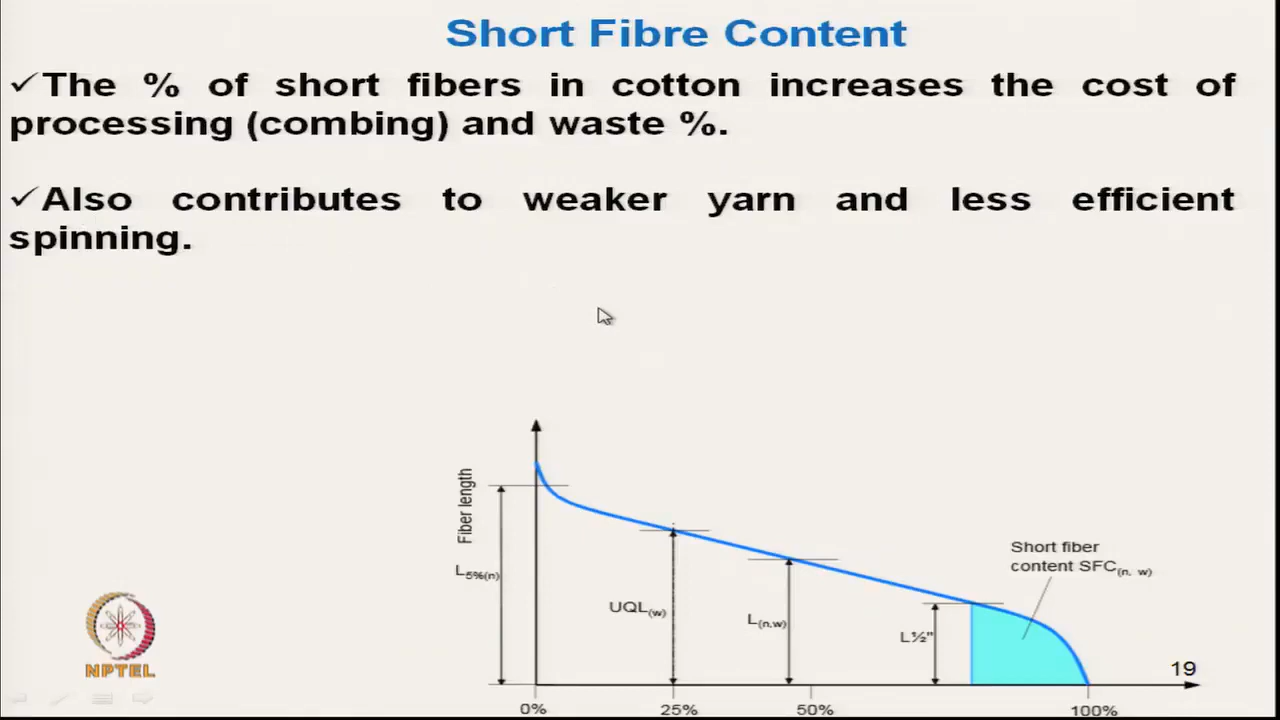 Short Fibre Content
✓The % of short fibers in cotton increases the cost of
processing (combing) and waste %.
✓Also contributes to weaker yarn and less efficient
spinning.
Fiber length
L5%(n)
UQL(w)
L(n,w)
L½"
Short fiber
content SFC(n, w)
19
0%
25%
50%
100%
NPTEL